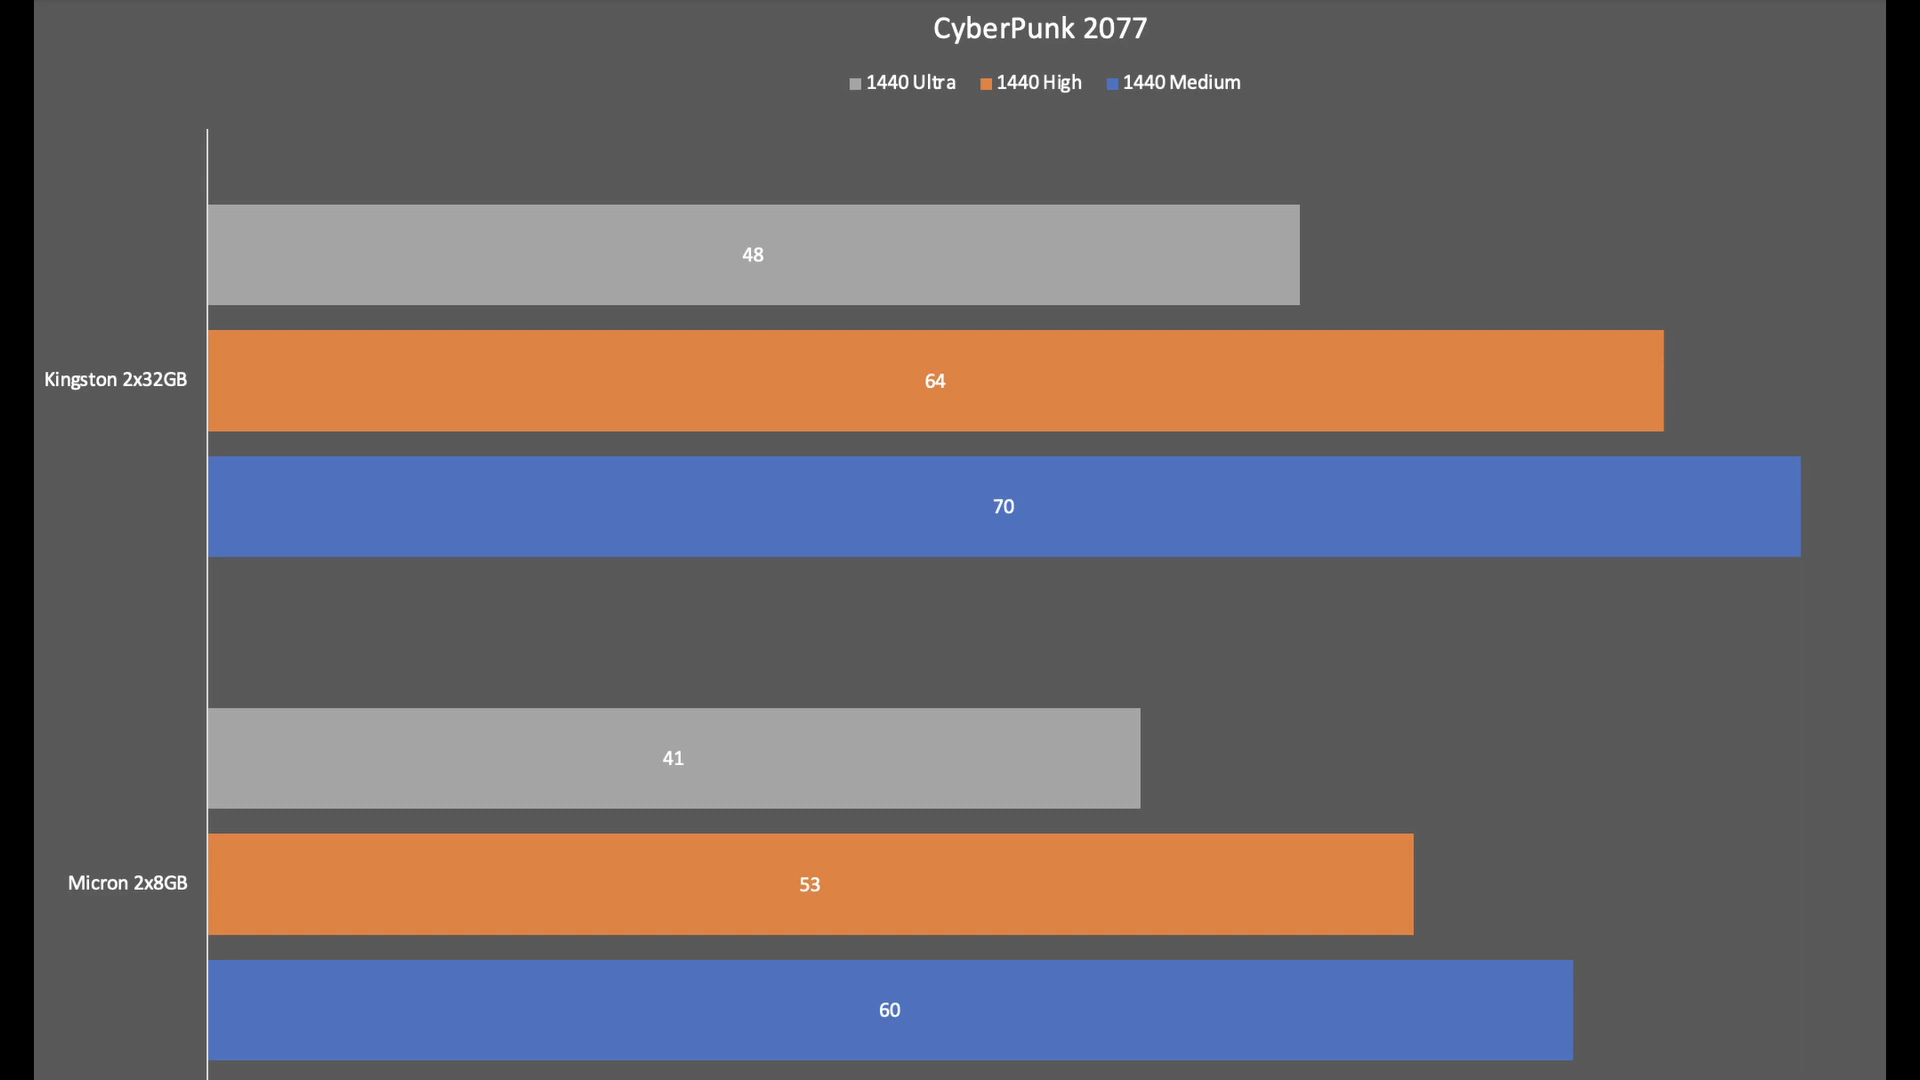 CyberPunk 2077
1440 Ultra 1440 High 1440 Medium
48
Kingston 2x32GB 64
70
41
Micron 2x8GB 53
60